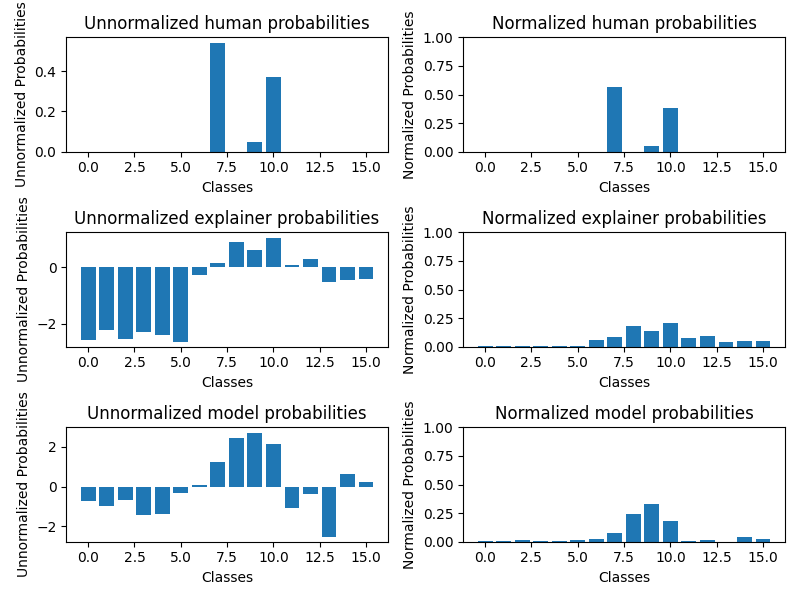 Unnormalized human probabilities
Unnormalized Probabilities
0.4
0.2
0.0
0.0 2.5 5.0 7.5 10.0 12.5 15.0
Classes
Normalized human probabilities
Normalized Probabilities
1.00
0.75
0.50
0.25
0.00
0.0 2.5 5.0 7.5 10.0 12.5 15.0
Classes
Unnormalized explainer probabilities
Unnormalized Probabilities
0
−2
0.0 2.5 5.0 7.5 10.0 12.5 15.0
Classes
Normalized explainer probabilities
Normalized Probabilities
1.00
0.75
0.50
0.25
0.00
0.0 2.5 5.0 7.5 10.0 12.5 15.0
Classes
Unnormalized model probabilities
Unnormalized Probabilities
2
0
−2
0.0 2.5 5.0 7.5 10.0 12.5 15.0
Classes
Normalized model probabilities
Normalized Probabilities
1.00
0.75
0.50
0.25
0.00
0.0 2.5 5.0 7.5 10.0 12.5 15.0
Classes